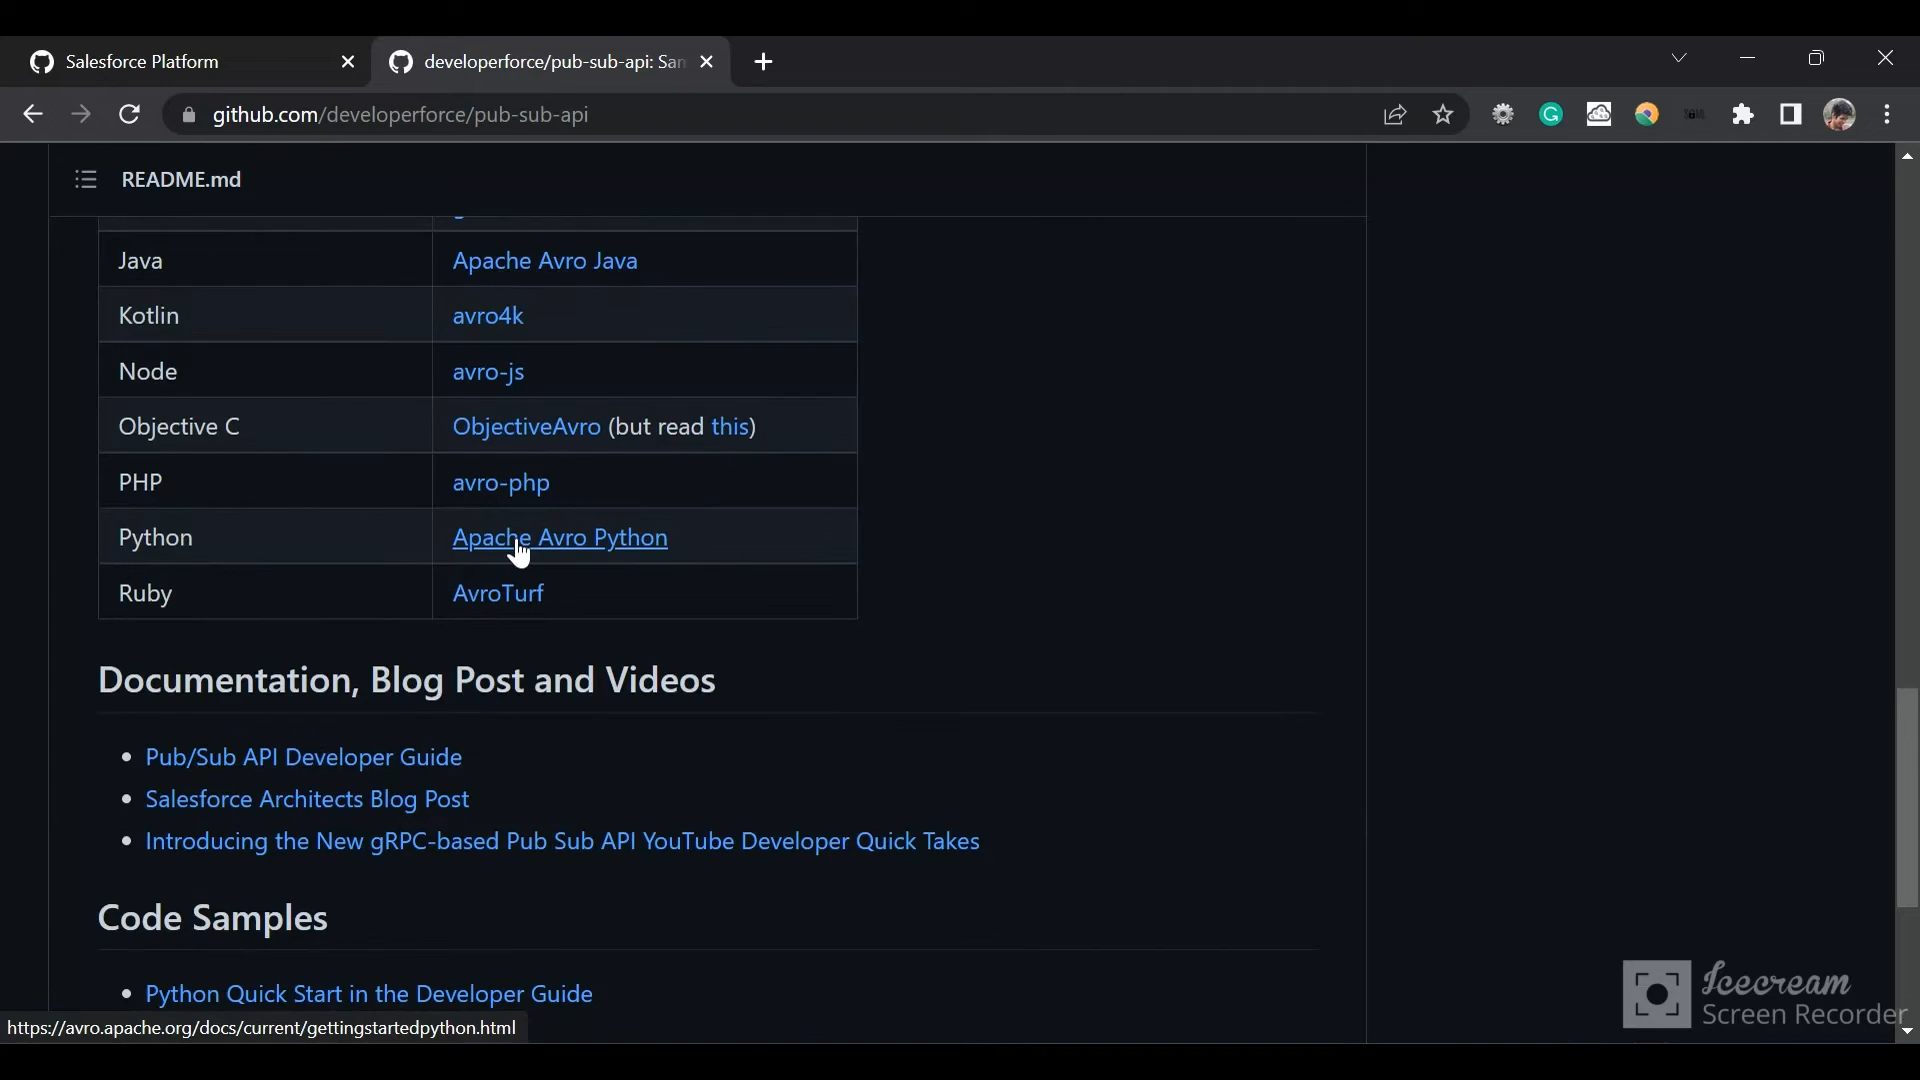 Salesforce Platform
developerforce/pub-sub-api: San
github.com/developerforce/pub-sub-api
README.md
Java Apache Avro Java
Kotlin avro4k
Node avro-js
Objective C ObjectiveAvro (but read this)
PHP avro-php
Python Apache Avro Python
Ruby AvroTurf
Documentation, Blog Post and Videos
Pub/Sub API Developer Guide
Salesforce Architects Blog Post
Introducing the New gRPC-based Pub Sub API YouTube Developer Quick Takes
Code Samples
Python Quick Start in the Developer Guide
https://avro.apache.org/docs/current/gettingstartedpython.html
Icecream
Screen Recorder